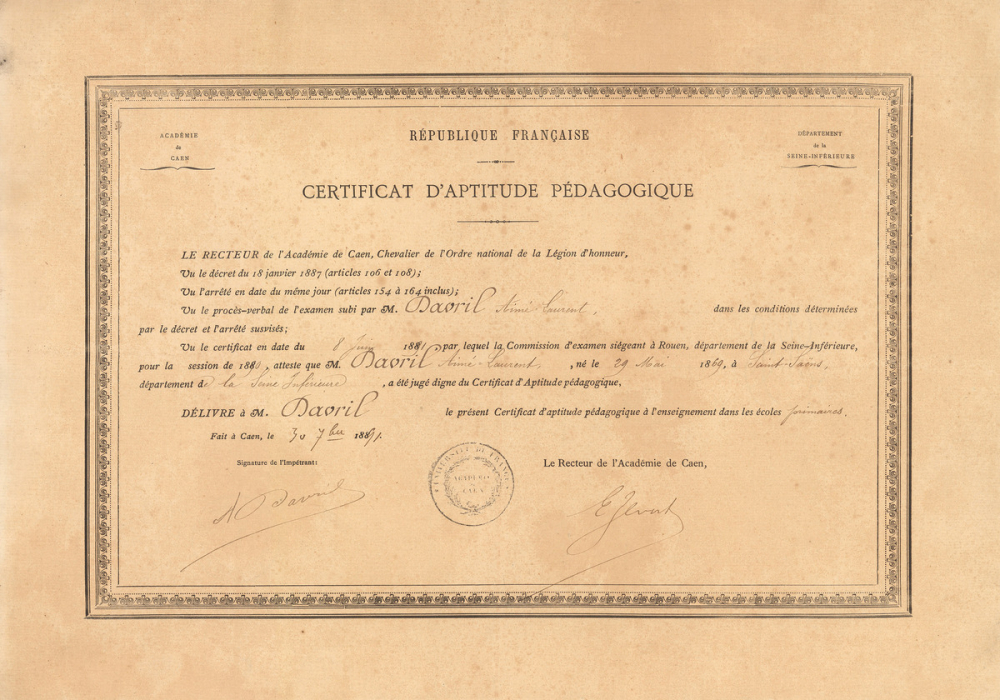 ACADÉMIE
de
CAEN
RÉPUBLIQUE FRANÇAISE
DÉPARTEMENT
de la
SEINE-INFÉRIEURE
CERTIFICAT D'APTITUDE PÉDAGOGIQUE
LE RECTEUR de l'Académie de Caen, Chevalier de l'Ordre national de la Légion d'honneur,
Vu le décret du 18 janvier 1887 (articles 106 et 108);
Vu l'arrêté en date du même jour (articles 154 à 164 inclus);
Vu le procès-verbal de l'examen subi par M. Davril Aimé Laurent, dans les conditions déterminées
par le décret et l'arrêté susvisés;
Vu le certificat en date du 8 juin 1891 par lequel la Commission d'examen siégeant à Rouen, département de la Seine-Inférieure,
pour la session de 18, atteste que M. Davril Aimé Laurent, né le 29 Mai 1869, à Saint-Saëns,
département de la Seine Inférieure, a été jugé digne du Certificat d'Aptitude pédagogique,
DÉLIVRE à M. Davril le présent Certificat d'aptitude pédagogique à l'enseignement dans les écoles primaires.
Fait à Caen, le 30 7bre 1891.
Signature de l'Impétrant:
Le Recteur de l'Académie de Caen,
UNIVERSITÉ DE FRANCE
ACADÉMIE
CAEN
A Davril